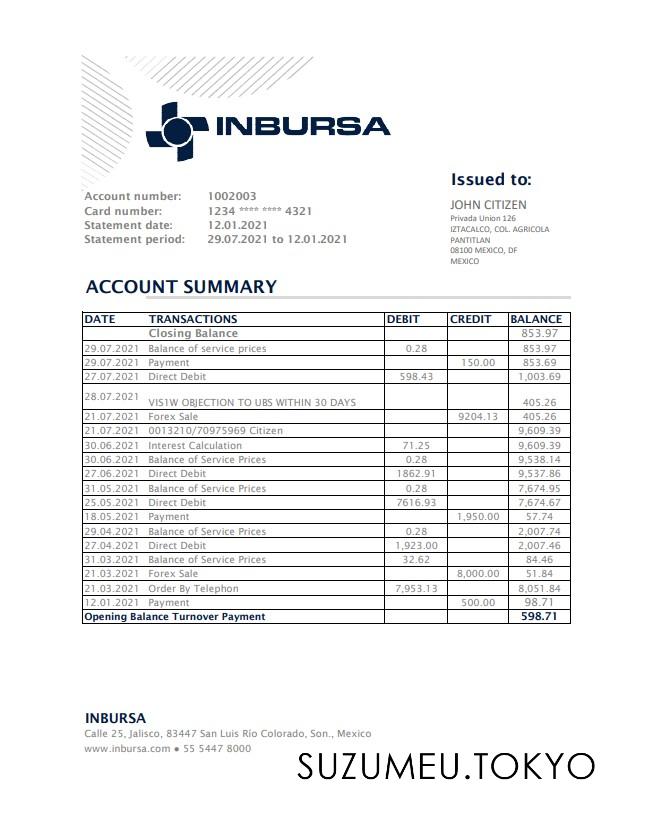 INBURSA
Issued to:
Account number: 1002003
Card number: 1234 **** **** 4321
Statement date: 12.01.2021
Statement period: 29.07.2021 to 12.01.2021
JOHN CITIZEN
Privada Union 126
IZTACALCO, COL. AGRICOLA
PANTITLAN
08100 MEXICO, DF
MEXICO
ACCOUNT SUMMARY
DATE TRANSACTIONS DEBIT CREDIT BALANCE
Closing Balance 853.97
29.07.2021 Balance of service prices 0.28 853.97
29.07.2021 Payment 150.00 853.69
27.07.2021 Direct Debit 598.43 1,003.69
28.07.2021 VIS1W OBJECTION TO UBS WITHIN 30 DAYS 405.26
21.07.2021 Forex Sale 9204.13 405.26
21.07.2021 0013210/70975969 Citizen 9,609.39
30.06.2021 Interest Calculation 71.25 9,609.39
30.06.2021 Balance of Service Prices 0.28 9,538.14
27.06.2021 Direct Debit 1862.91 9,537.86
31.05.2021 Balance of Service Prices 0.28 7,674.95
25.05.2021 Direct Debit 7616.93 7,674.67
18.05.2021 Payment 1,950.00 57.74
29.04.2021 Balance of Service Prices 0.28 2,007.74
27.04.2021 Direct Debit 1,923.00 2,007.46
31.03.2021 Balance of Service Prices 32.62 84.46
21.03.2021 Forex Sale 8,000.00 51.84
21.03.2021 Order By Telephon 7,953.13 8,051.84
12.01.2021 Payment 500.00 98.71
Opening Balance Turnover Payment 598.71
INBURSA
Calle 25, Jalisco, 83447 San Luis Río Colorado, Son., Mexico
www.inbursa.com ● 55 5447 8000
SUZUMEU.TOKYO